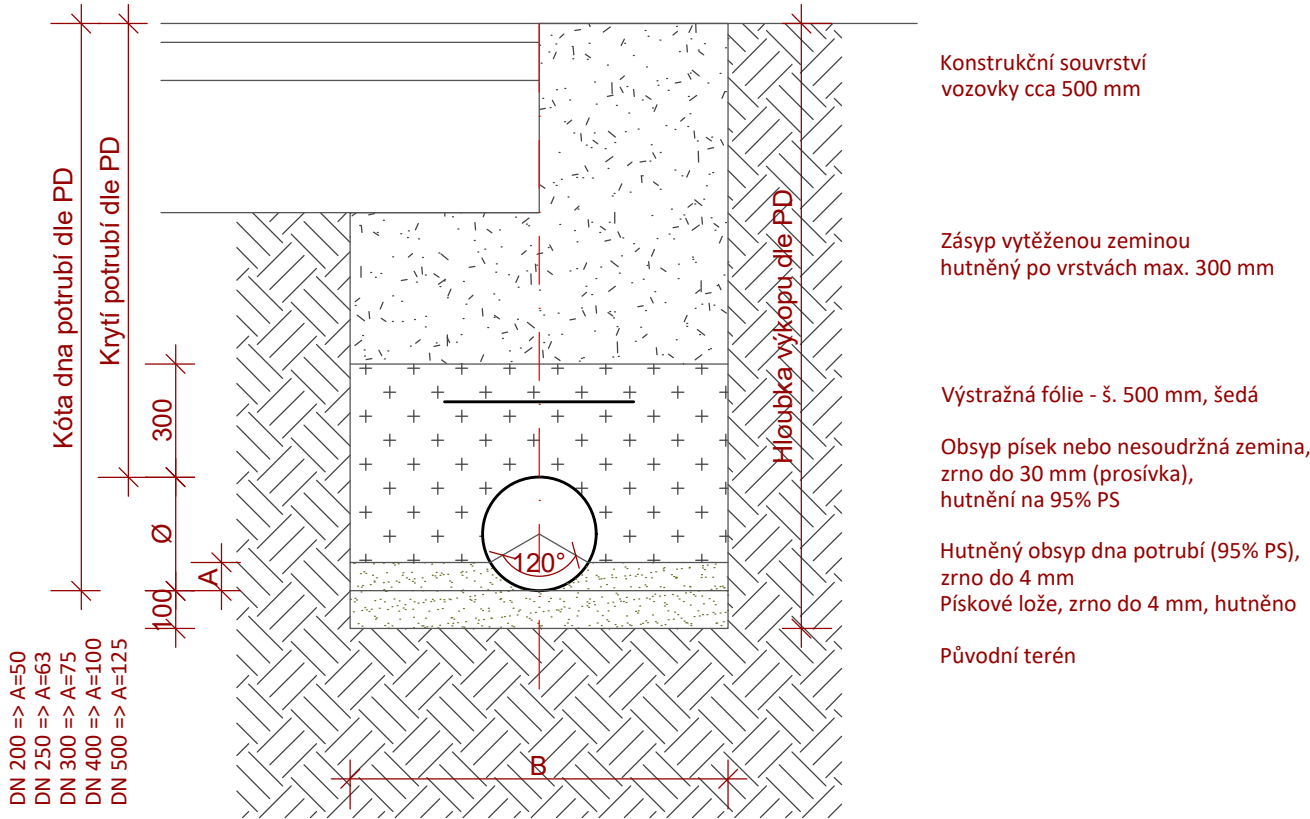 Kóta dna potrubí dle PD
Krytí potrubí dle PD
300
Ø
A
100
DN 200 => A=50
DN 250 => A=63
DN 300 => A=75
DN 400 => A=100
DN 500 => A=125
120°
B
Hloubka výkopu dle PD
Konstrukční souvrství
vozovky cca 500 mm
Zásyp vytěženou zeminou
hutněný po vrstvách max. 300 mm
Výstražná fólie - š. 500 mm, šedá
Obsyp písek nebo nesoudržná zemina,
zrno do 30 mm (prosívka),
hutnění na 95% PS
Hutněný obsyp dna potrubí (95% PS),
zrno do 4 mm
Pískové lože, zrno do 4 mm, hutněno
Původní terén